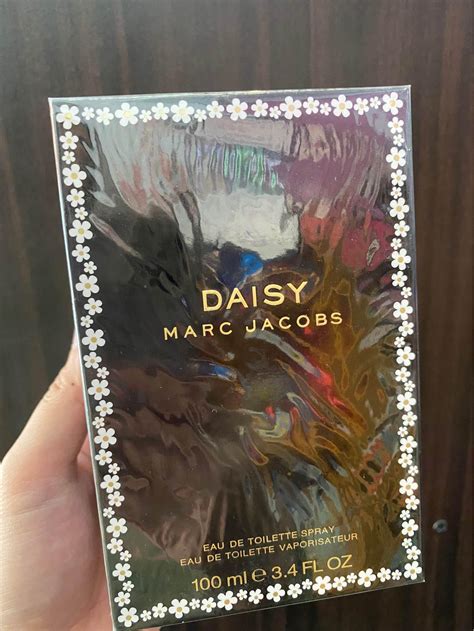 DAISY
MARC JACOBS
EAU DE TOILETTE SPRAY
EAU DE TOILETTE VAPORISATEUR
100 ml ℮ 3.4 FL OZ